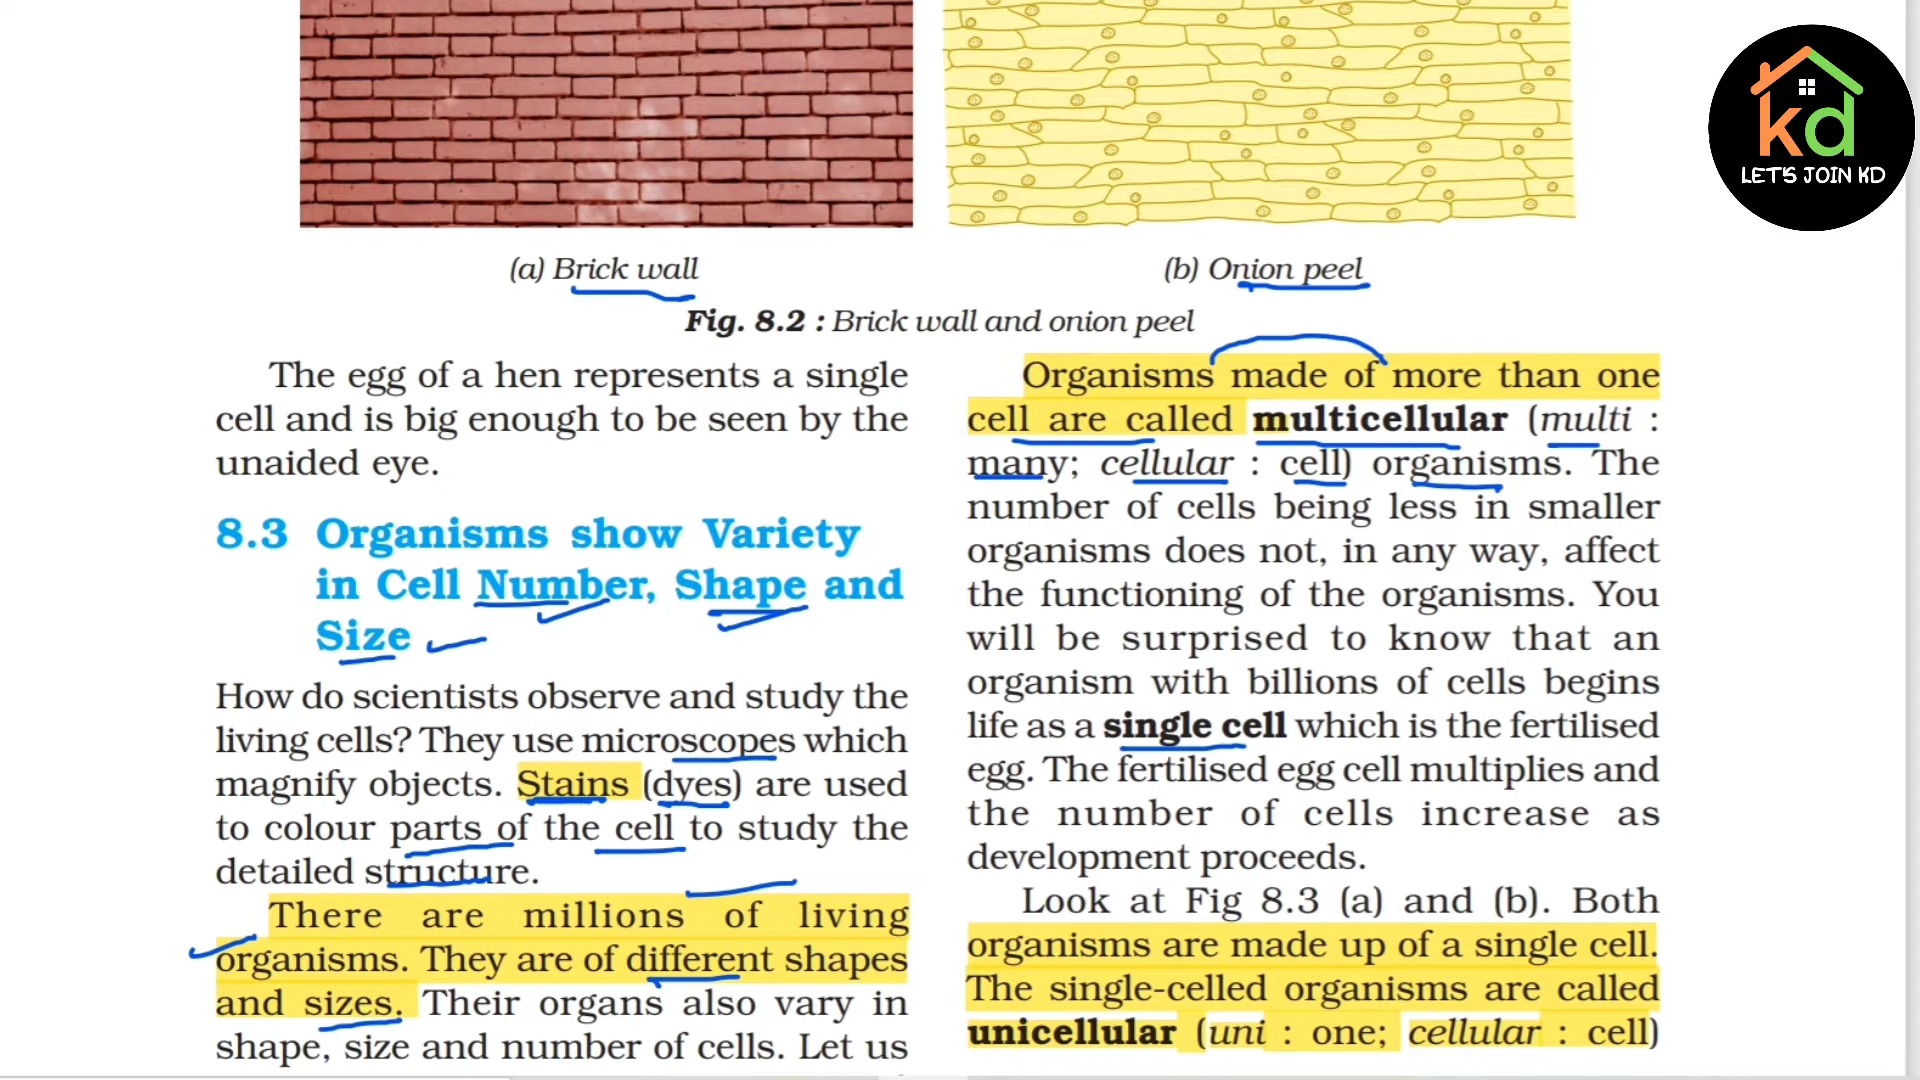 kd
LET'S JOIN KD
(a) Brick wall
(b) Onion peel
Fig. 8.2 : Brick wall and onion peel
The egg of a hen represents a single
cell and is big enough to be seen by the
unaided eye.
8.3 Organisms show Variety
in Cell Number, Shape and
Size
How do scientists observe and study the
living cells? They use microscopes which
magnify objects. Stains (dyes) are used
to colour parts of the cell to study the
detailed structure.
There are millions of living
organisms. They are of different shapes
and sizes. Their organs also vary in
shape, size and number of cells. Let us
Organisms made of more than one
cell are called multicellular (multi :
many; cellular : cell) organisms. The
number of cells being less in smaller
organisms does not, in any way, affect
the functioning of the organisms. You
will be surprised to know that an
organism with billions of cells begins
life as a single cell which is the fertilised
egg. The fertilised egg cell multiplies and
the number of cells increase as
development proceeds.
Look at Fig 8.3 (a) and (b). Both
organisms are made up of a single cell.
The single-celled organisms are called
unicellular (uni : one; cellular : cell)